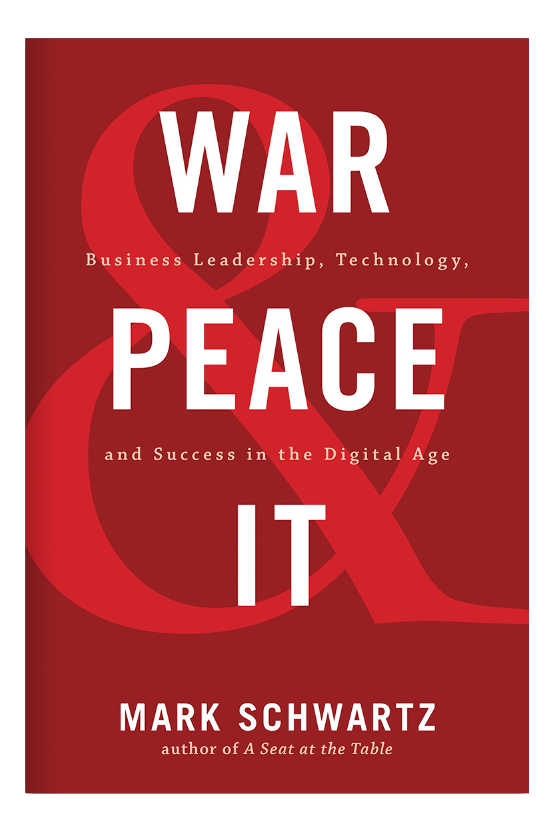 WAR
Business Leadership, Technology,
PEACE
and Success in the Digital Age
IT
MARK SCHWARTZ
author of A Seat at the Table
&